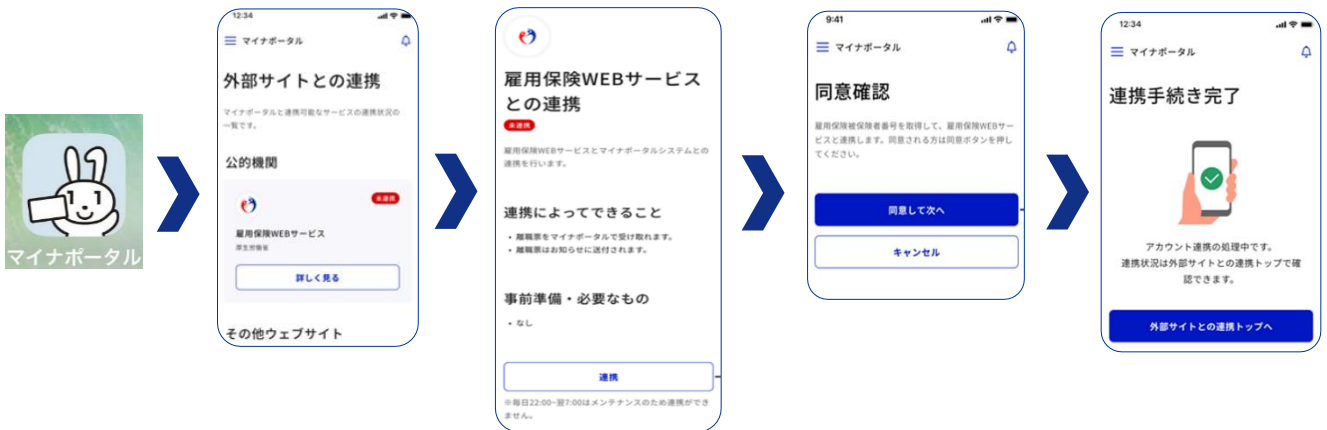 マイナポータル
12:34
マイナポータル
外部サイトとの連携
マイナポータルと連携可能なサービスの連携状況の
一覧です。
公的機関
未連携
雇用保険WEBサービス
厚生労働省
詳しく見る
その他ウェブサイト
雇用保険WEBサービス
との連携
未連携
雇用保険WEBサービスとマイナポータルシステムとの
連携を行います。
連携によってできること
・ 離職票をマイナポータルで受け取れます。
・ 離職票はお知らせに送付されます。
事前準備・必要なもの
・ なし
連携
※毎日22:00~翌7:00はメンテナンスのため連携ができ
ません。
9:41
マイナポータル
同意確認
雇用保険被保険者番号を取得して、雇用保険WEBサー
ビスと連携します。同意される方は同意ボタンを押し
てください。
同意して次へ
キャンセル
12:34
マイナポータル
連携手続き完了
アカウント連携の処理中です。
連携状況は外部サイトとの連携トップで確
認できます。
外部サイトとの連携トップへ